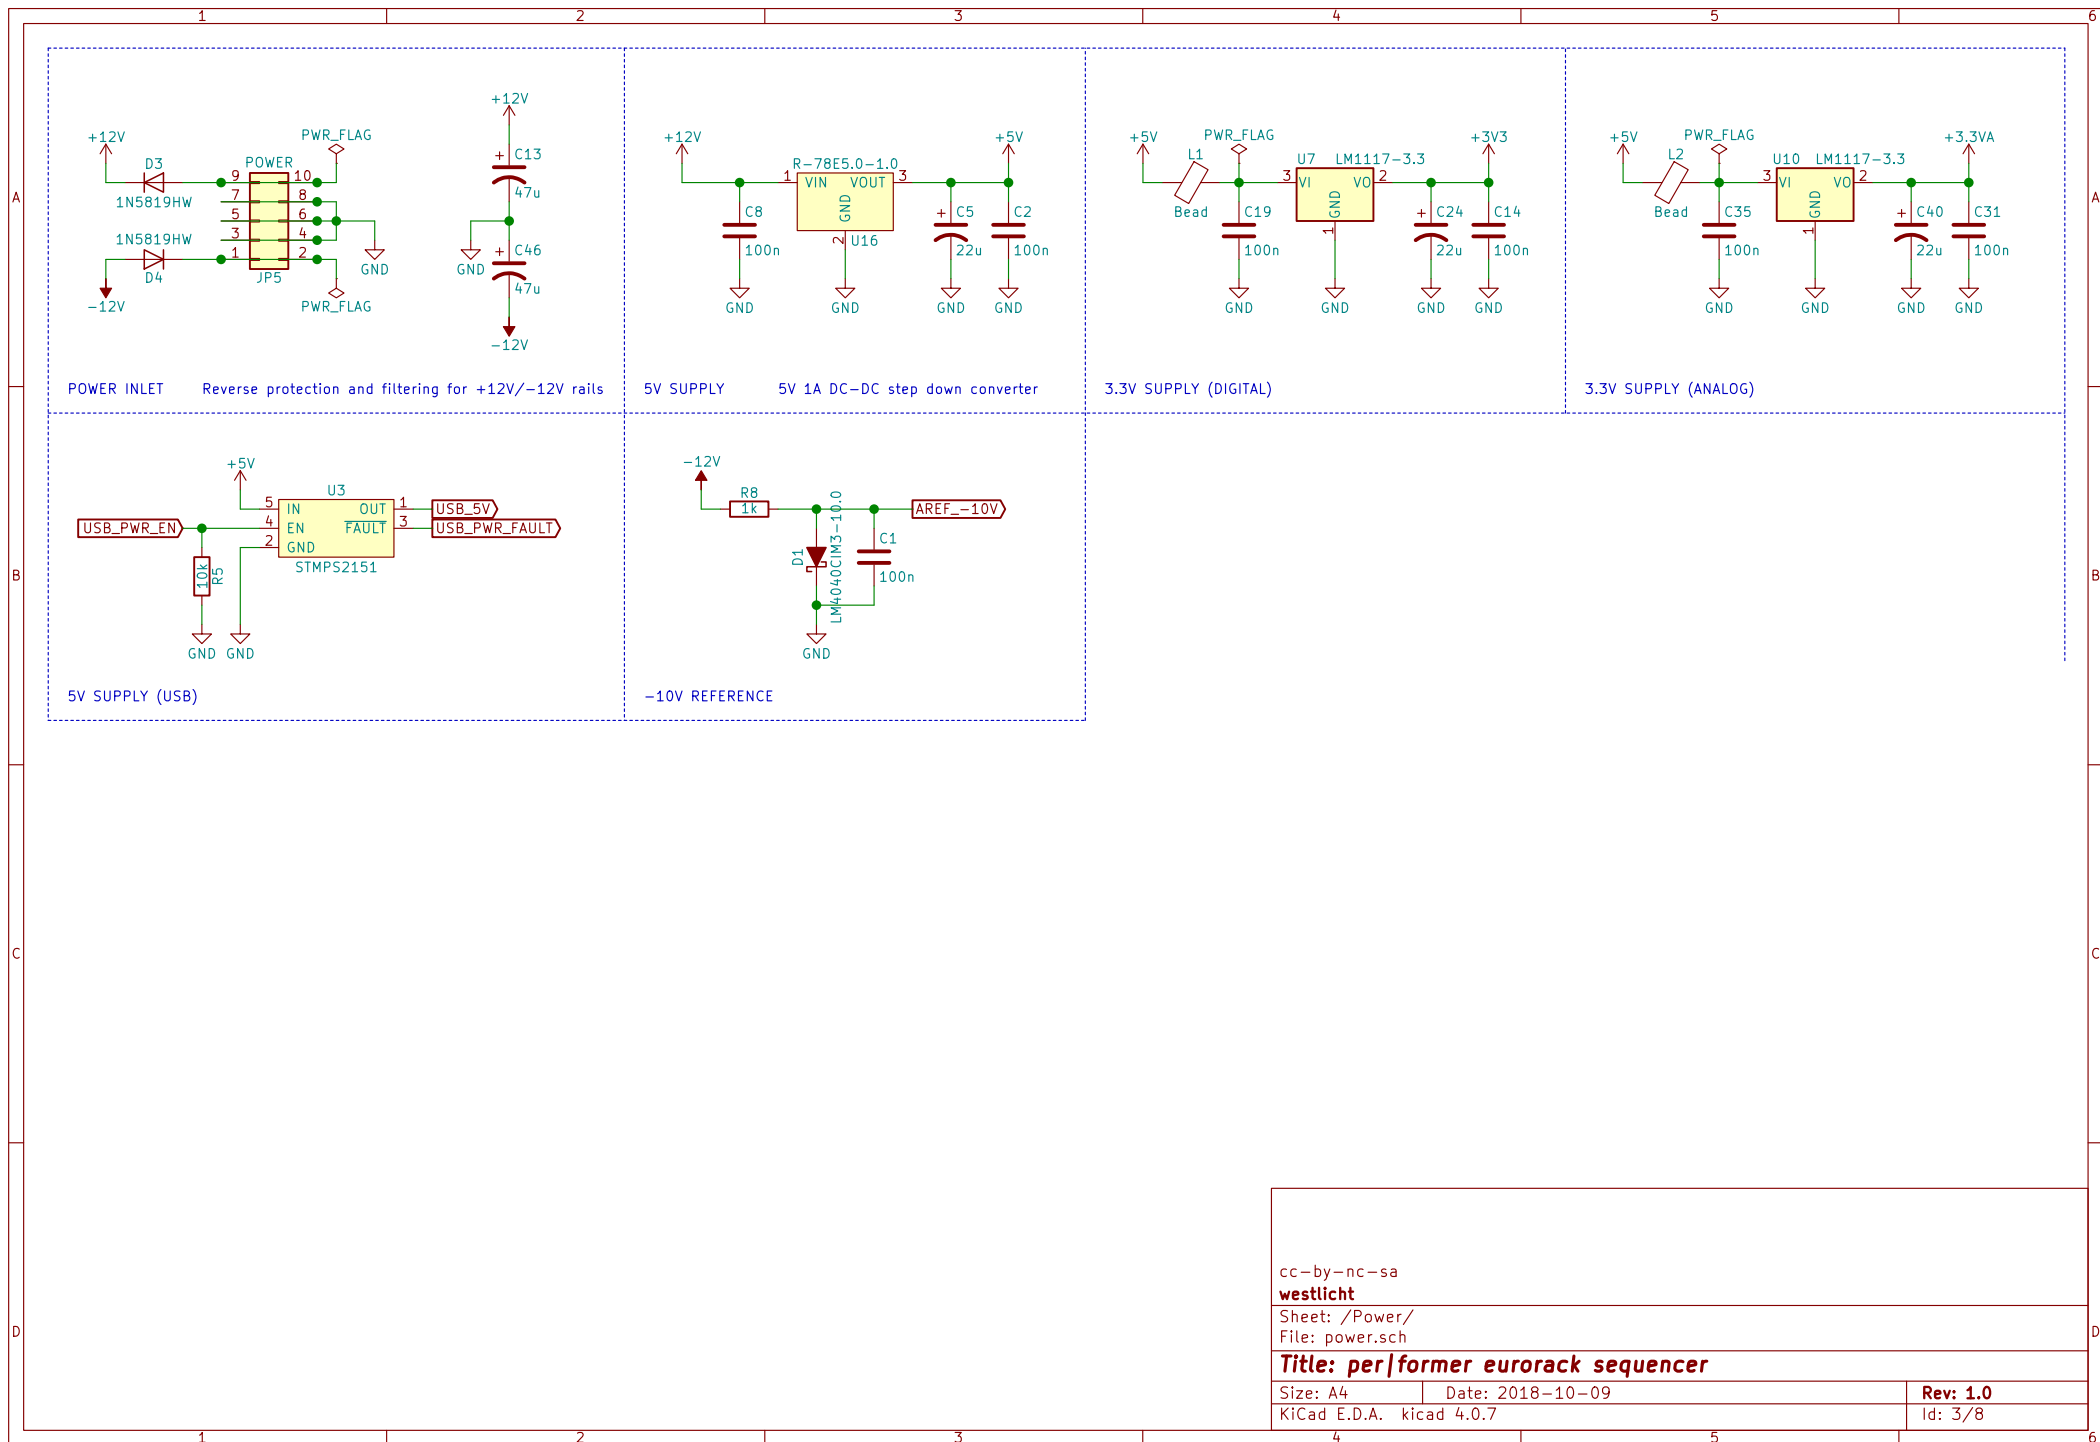 1 2 3 4 5 6
A
A
+12V
D3
1N5819HW
1N5819HW
D4
-12V
POWER
9 10
7 8
5 6
3 4
1 2
JP5
PWR_FLAG
PWR_FLAG
GND
+12V
+ C13
47u
GND
+ C46
47u
-12V
POWER INLET Reverse protection and filtering for +12V/-12V rails
+12V
C8
100n
GND
R-78E5.0-1.0
1 VIN VOUT 3
GND
2
U16
GND
+5V
+ C5
22u
GND
C2
100n
GND
5V SUPPLY 5V 1A DC-DC step down converter
+5V
L1
Bead
PWR_FLAG
C19
100n
GND
U7 LM1117-3.3
3 VI VO 2
GND
1
GND
+3V3
+ C24
22u
GND
C14
100n
GND
3.3V SUPPLY (DIGITAL)
+5V
L2
Bead
PWR_FLAG
C35
100n
GND
U10 LM1117-3.3
3 VI VO 2
GND
1
GND
+3.3VA
+ C40
22u
GND
C31
100n
GND
3.3V SUPPLY (ANALOG)
B
B
+5V
U3
5 IN OUT 1 USB_5V
USB_PWR_EN 4 EN FAULT 3 USB_PWR_FAULT
2 GND
STMPS2151
10k
R5
GND GND
5V SUPPLY (USB)
-12V
R8
1k
AREF_-10V
D1
LM4040CIM3-10.0
C1
100n
GND
-10V REFERENCE
C
C
D
D
cc-by-nc-sa
westlicht
Sheet: /Power/
File: power.sch
Title: per|former eurorack sequencer
Size: A4 Date: 2018-10-09 Rev: 1.0
KiCad E.D.A. kicad 4.0.7 Id: 3/8
1 2 3 4 5 6